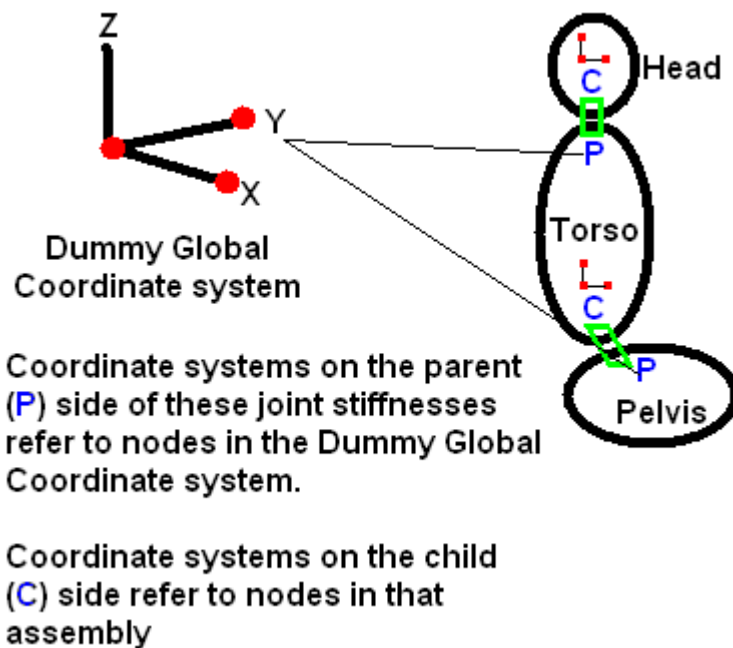 Z
Y
X
Dummy Global
Coordinate system
C
Head
P
Torso
C
P
Pelvis
Coordinate systems on the parent
(P) side of these joint stiffnesses
refer to nodes in the Dummy Global
Coordinate system.
Coordinate systems on the child
(C) side refer to nodes in that
assembly